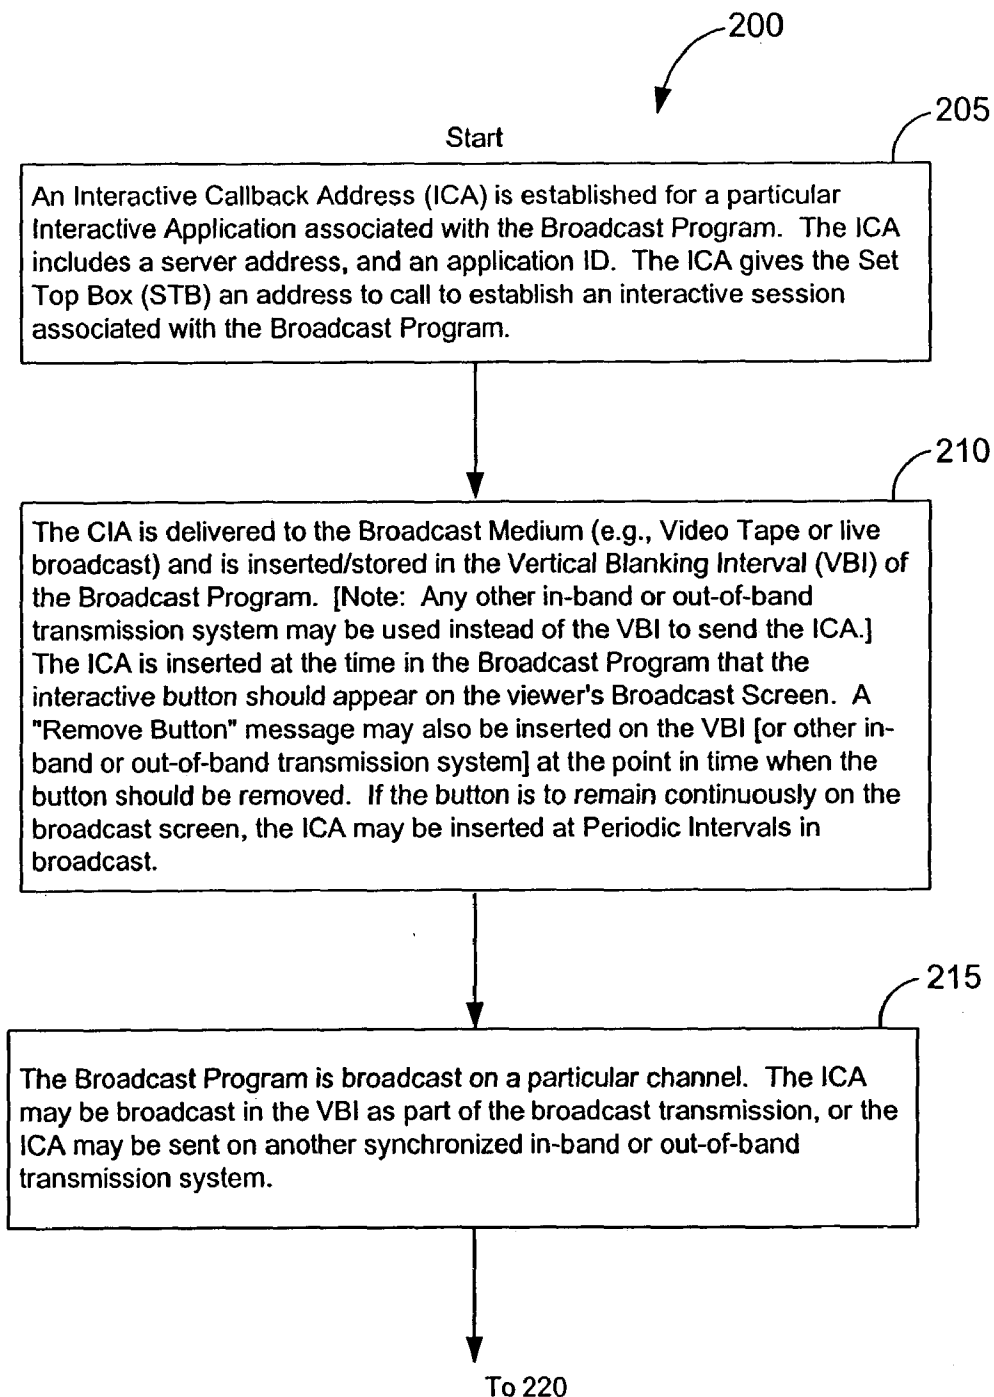 200
205
Start
An Interactive Callback Address (ICA) is established for a particular
Interactive Application associated with the Broadcast Program. The ICA
includes a server address, and an application ID. The ICA gives the Set
Top Box (STB) an address to call to establish an interactive session
associated with the Broadcast Program.
210
The CIA is delivered to the Broadcast Medium (e.g., Video Tape or live
broadcast) and is inserted/stored in the Vertical Blanking Interval (VBI) of
the Broadcast Program. [Note: Any other in-band or out-of-band
transmission system may be used instead of the VBI to send the ICA.]
The ICA is inserted at the time in the Broadcast Program that the
interactive button should appear on the viewer's Broadcast Screen. A
"Remove Button" message may also be inserted on the VBI [or other in-
band or out-of-band transmission system] at the point in time when the
button should be removed. If the button is to remain continuously on the
broadcast screen, the ICA may be inserted at Periodic Intervals in
broadcast.
215
The Broadcast Program is broadcast on a particular channel. The ICA
may be broadcast in the VBI as part of the broadcast transmission, or the
ICA may be sent on another synchronized in-band or out-of-band
transmission system.
To 220